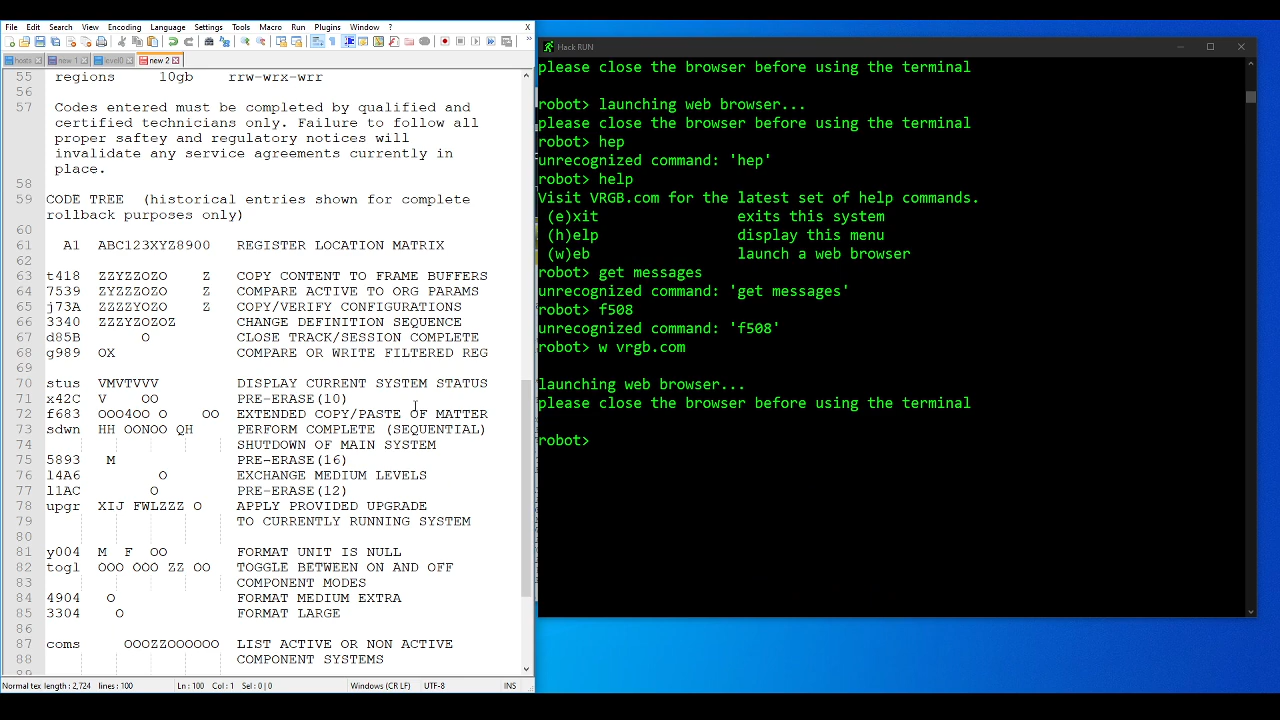 File Edit Search View Encoding Language Settings Tools Macro Run Plugins Window ? X
hosts new 1 level0 new 2
55 regions 10gb rrw-wrx-wrr
56
57 Codes entered must be completed by qualified and
certified technicians only. Failure to follow all
proper saftey and regulatory notices will
invalidate any service agreements currently in
place.
58
59 CODE TREE (historical entries shown for complete
rollback purposes only)
60
61 A1 ABC123XYZ8900 REGISTER LOCATION MATRIX
62
63 t418 ZZYZZOZO Z COPY CONTENT TO FRAME BUFFERS
64 7539 ZYZZZOZO Z COMPARE ACTIVE TO ORG PARAMS
65 j73A ZZZZYOZO Z COPY/VERIFY CONFIGURATIONS
66 3340 ZZZYZOZOZ CHANGE DEFINITION SEQUENCE
67 d85B O CLOSE TRACK/SESSION COMPLETE
68 g989 OX COMPARE OR WRITE FILTERED REG
69
70 stus VMVTVVV DISPLAY CURRENT SYSTEM STATUS
71 x42C V OO PRE-ERASE(10)
72 f683 OOO4OO O OO EXTENDED COPY/PASTE OF MATTER
73 sdwn HH OONOO QH PERFORM COMPLETE (SEQUENTIAL)
74 SHUTDOWN OF MAIN SYSTEM
75 5893 M PRE-ERASE(16)
76 l4A6 O EXCHANGE MEDIUM LEVELS
77 l1AC O PRE-ERASE(12)
78 upgr XIJ FWLZZZ O APPLY PROVIDED UPGRADE
79 TO CURRENTLY RUNNING SYSTEM
80
81 y004 M F OO FORMAT UNIT IS NULL
82 togl OOO OOO ZZ OO TOGGLE BETWEEN ON AND OFF
83 COMPONENT MODES
84 4904 O FORMAT MEDIUM EXTRA
85 3304 O FORMAT LARGE
86
87 coms OOOZZOOOOOO LIST ACTIVE OR NON ACTIVE
88 COMPONENT SYSTEMS
Normal tex length : 2,724 lines : 100 Ln : 100 Col : 1 Sel : 0 | 0 Windows (CR LF) UTF-8 INS
Hack RUN
please close the browser before using the terminal
robot> launching web browser...
please close the browser before using the terminal
robot> hep
unrecognized command: 'hep'
robot> help
Visit VRGB.com for the latest set of help commands.
(e)xit exits this system
(h)elp display this menu
(w)eb launch a web browser
robot> get messages
unrecognized command: 'get messages'
robot> f508
unrecognized command: 'f508'
robot> w vrgb.com
launching web browser...
please close the browser before using the terminal
robot>